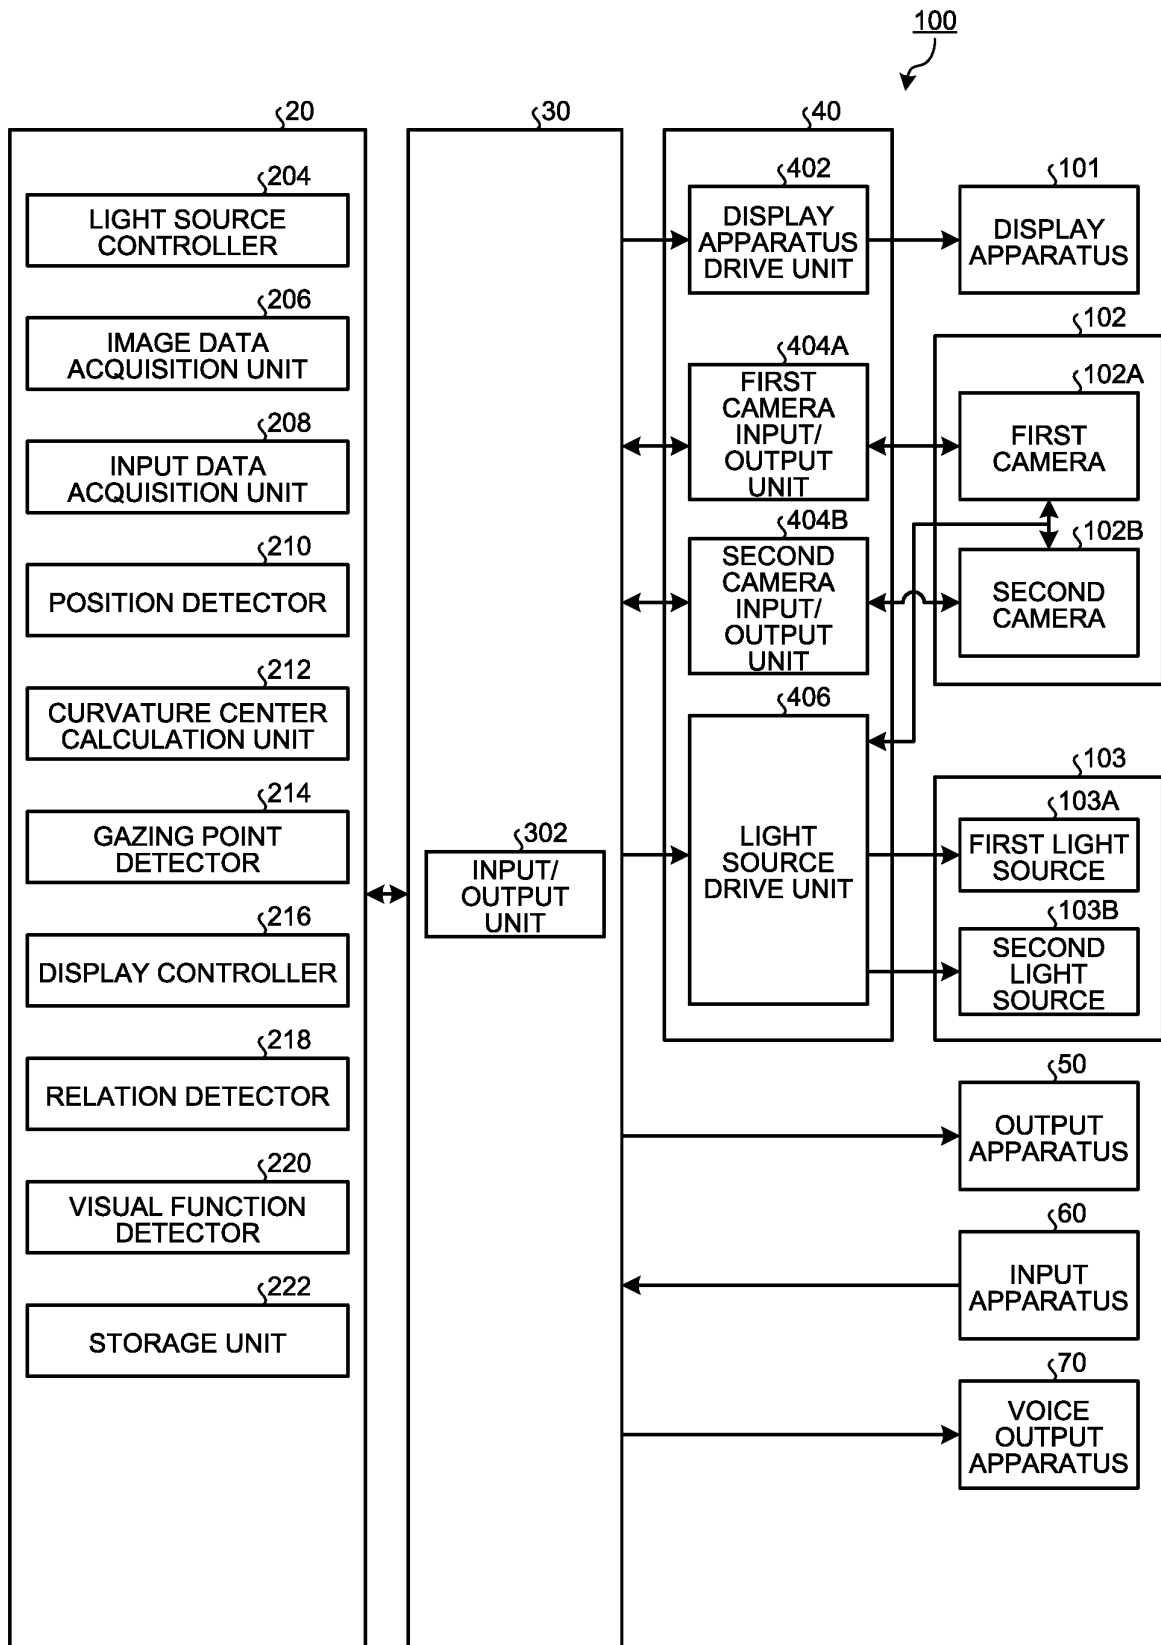 100
20
204
LIGHT SOURCE
CONTROLLER
206
IMAGE DATA
ACQUISITION UNIT
208
INPUT DATA
ACQUISITION UNIT
210
POSITION DETECTOR
212
CURVATURE CENTER
CALCULATION UNIT
214
GAZING POINT
DETECTOR
216
DISPLAY CONTROLLER
218
RELATION DETECTOR
220
VISUAL FUNCTION
DETECTOR
222
STORAGE UNIT
30
302
INPUT/
OUTPUT
UNIT
40
402
DISPLAY
APPARATUS
DRIVE UNIT
404A
FIRST
CAMERA
INPUT/
OUTPUT
UNIT
404B
SECOND
CAMERA
INPUT/
OUTPUT
UNIT
406
LIGHT
SOURCE
DRIVE UNIT
101
DISPLAY
APPARATUS
102
102A
FIRST
CAMERA
102B
SECOND
CAMERA
103
103A
FIRST LIGHT
SOURCE
103B
SECOND
LIGHT
SOURCE
50
OUTPUT
APPARATUS
60
INPUT
APPARATUS
70
VOICE
OUTPUT
APPARATUS